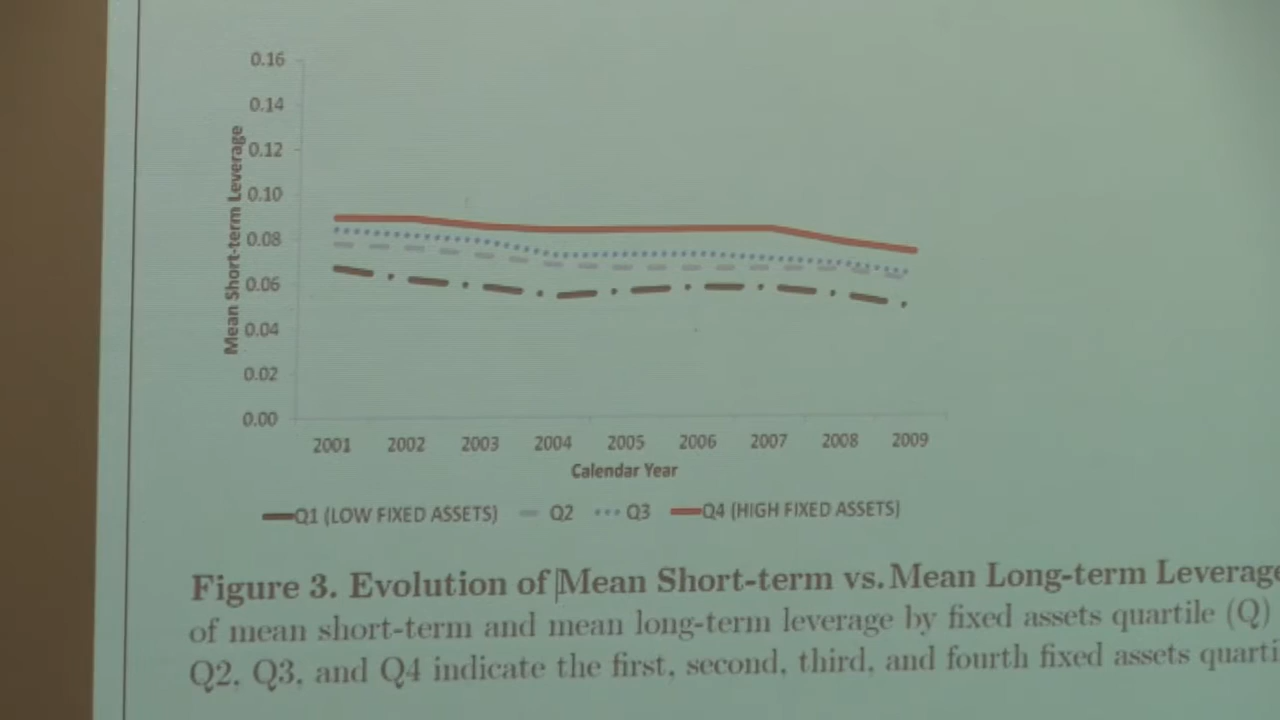 0.16
0.14
0.12
0.10
0.08
0.06
0.04
0.02
0.00
Mean Short-term Leverage
2001 2002 2003 2004 2005 2006 2007 2008 2009
Calendar Year
Q1 (LOW FIXED ASSETS) Q2 Q3 Q4 (HIGH FIXED ASSETS)
Figure 3. Evolution of Mean Short-term vs. Mean Long-term Leverage
of mean short-term and mean long-term leverage by fixed assets quartile (Q)
Q2, Q3, and Q4 indicate the first, second, third, and fourth fixed assets